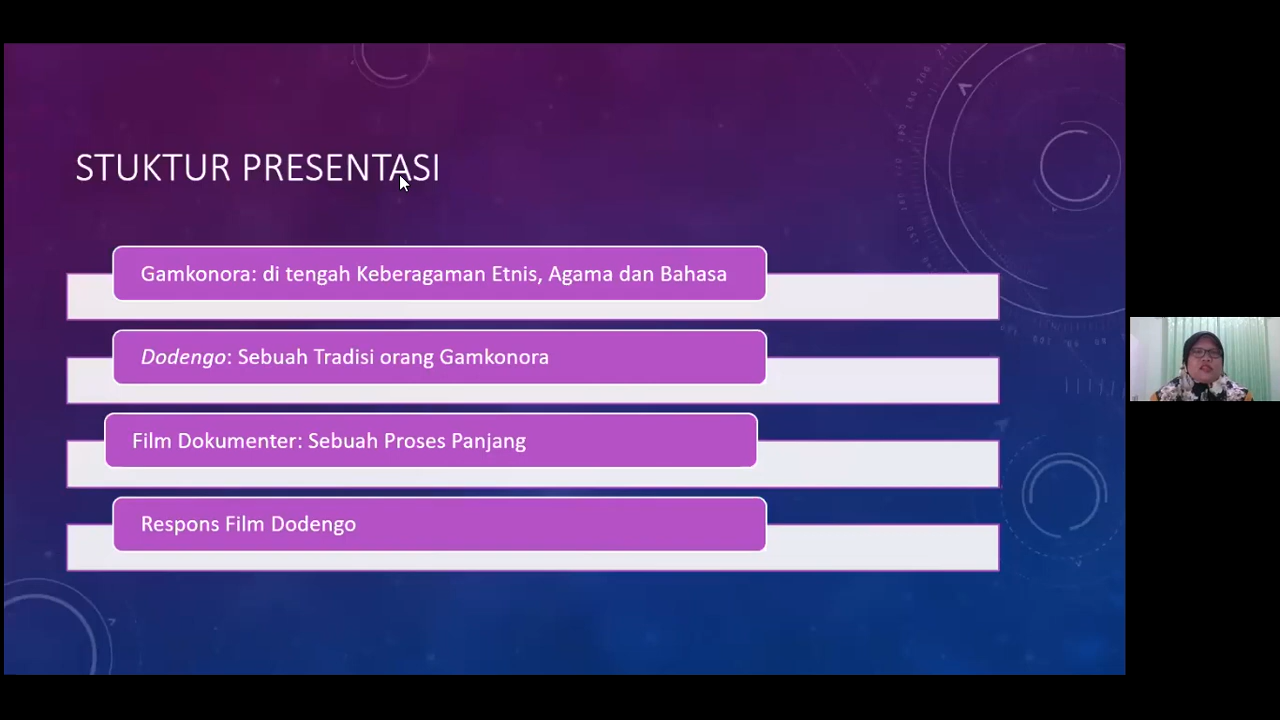 STUKTUR PRESENTASI
Gamkonora: di tengah Keberagaman Etnis, Agama dan Bahasa
Dodengo: Sebuah Tradisi orang Gamkonora
Film Dokumenter: Sebuah Proses Panjang
Respons Film Dodengo